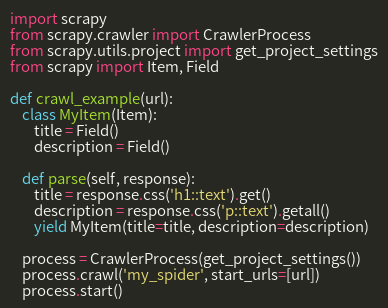 import scrapy
from scrapy.crawler import CrawlerProcess
from scrapy.utils.project import get_project_settings
from scrapy import Item, Field

def crawl_example(url):
    class MyItem(Item):
        title = Field()
        description = Field()

    def parse(self, response):
        title = response.css('h1::text').get()
        description = response.css('p::text').getall()
        yield MyItem(title=title, description=description)

    process = CrawlerProcess(get_project_settings())
    process.crawl('my_spider', start_urls=[url])
    process.start()